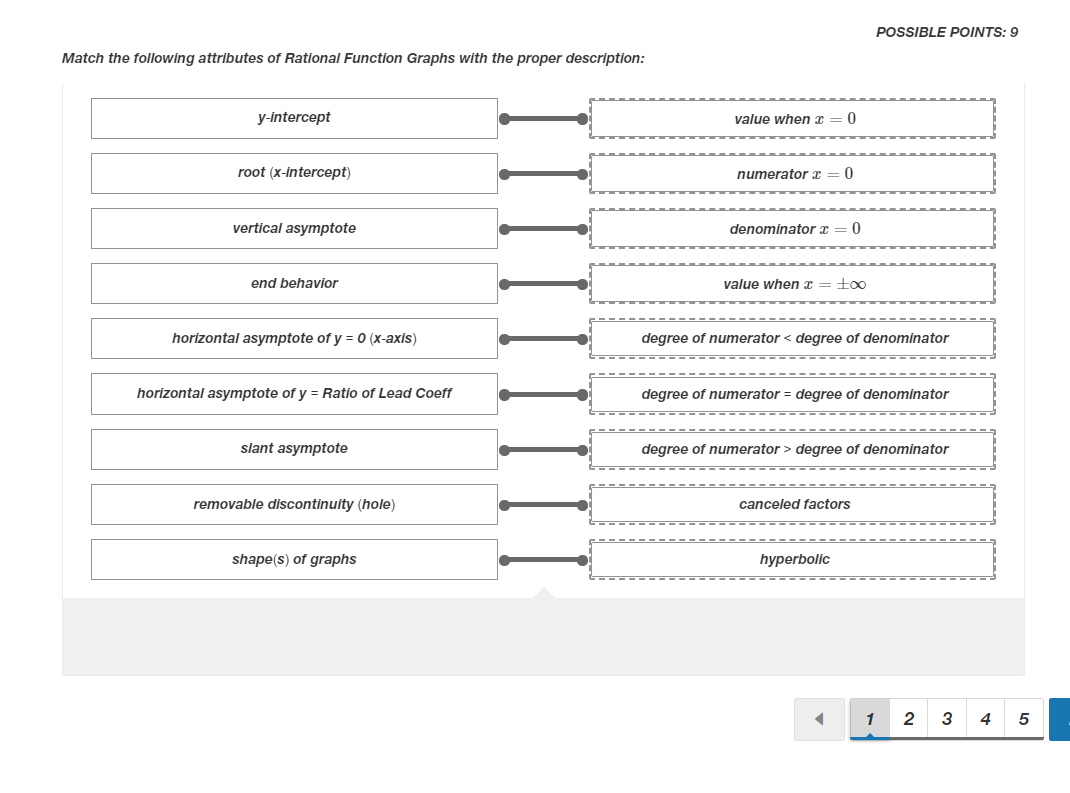 POSSIBLE POINTS: 9
Match the following attributes of Rational Function Graphs with the proper description:
y-intercept
value when x = 0
root (x-intercept)
numerator x = 0
vertical asymptote
denominator x = 0
end behavior
value when x = ±∞
horizontal asymptote of y = 0 (x-axis)
degree of numerator < degree of denominator
horizontal asymptote of y = Ratio of Lead Coeff
degree of numerator = degree of denominator
slant asymptote
degree of numerator > degree of denominator
removable discontinuity (hole)
canceled factors
shape(s) of graphs
hyperbolic
1 2 3 4 5